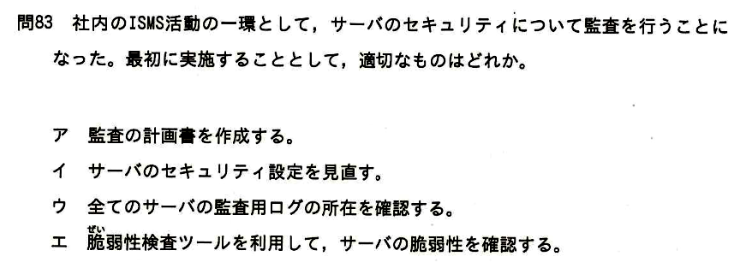 問83 社内のISMS活動の一環として，サーバのセキュリティについて監査を行うことに
なった。最初に実施することとして，適切なものはどれか。
ア 監査の計画書を作成する。
イ サーバのセキュリティ設定を見直す。
ウ 全てのサーバの監査用ログの所在を確認する。
ぜい
エ 脆弱性検査ツールを利用して，サーバの脆弱性を確認する。